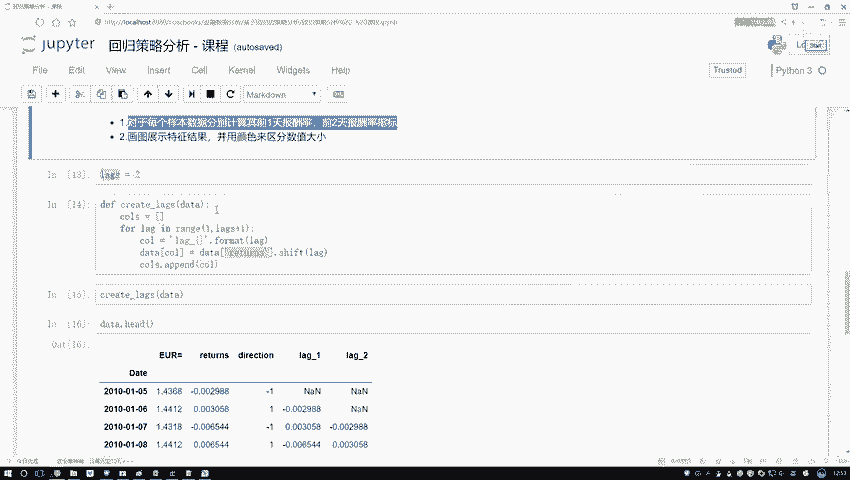 jupyter 回归策略分析 - 课程 (autosaved)
File Edit View Insert Cell Kernel Widgets Help
Trusted Python 3
Markdown
1.对于每个样本数据分别计算其前1天报酬率、前2天报酬率指标
2.画图展示特征结果,并用颜色来区分数值大小
In [13]: lags = 2
In [14]: def create_lags(data):
cols = []
for lag in range(1,lags+1):
col = 'lag_{}'.format(lag)
data[col] = data['returns'].shift(lag)
cols.append(col)
In [15]: create_lags(data)
In [16]: data.head()
Out[16]:
EUR= returns direction lag_1 lag_2
Date
2010-01-05 1.4368 -0.002988 -1 NaN NaN
2010-01-06 1.4412 0.003058 1 -0.002988 NaN
2010-01-07 1.4318 -0.006544 -1 0.003058 -0.002988
2010-01-08 1.4412 0.006544 1 -0.006544 0.003058